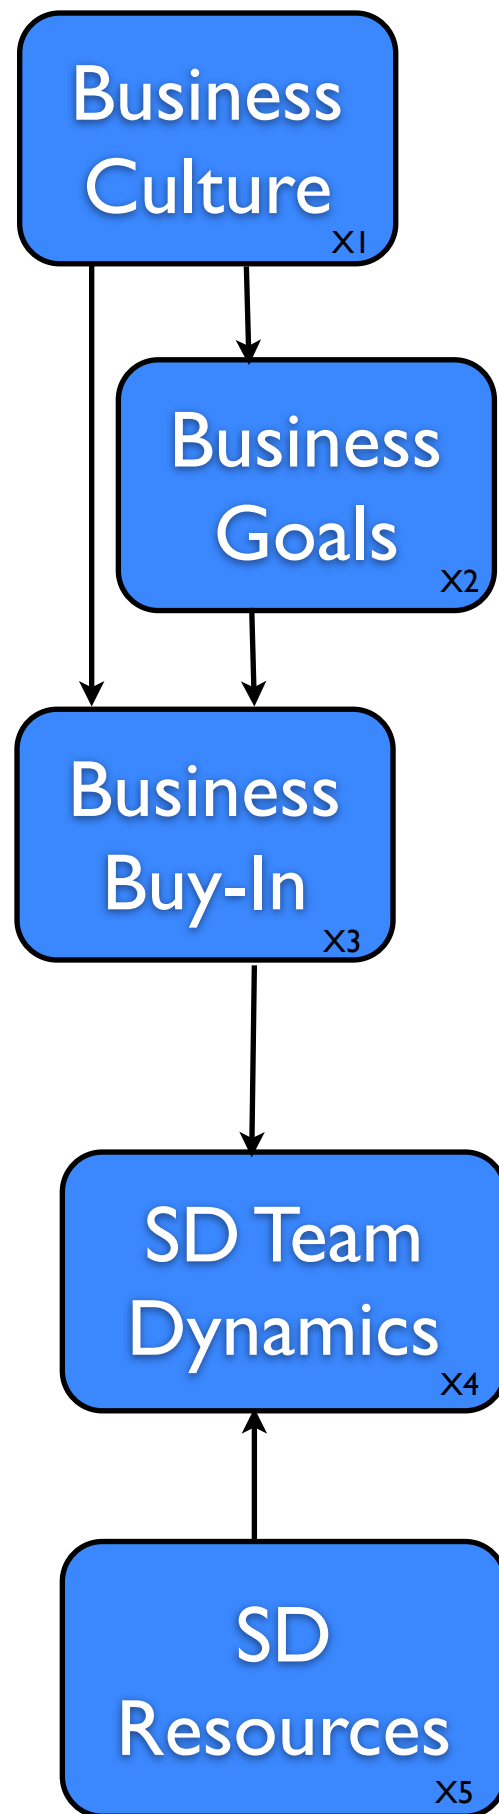 Business
Culture
X1
Business
Goals
X2
Business
Buy-In
X3
SD Team
Dynamics
X4
SD
Resources
X5